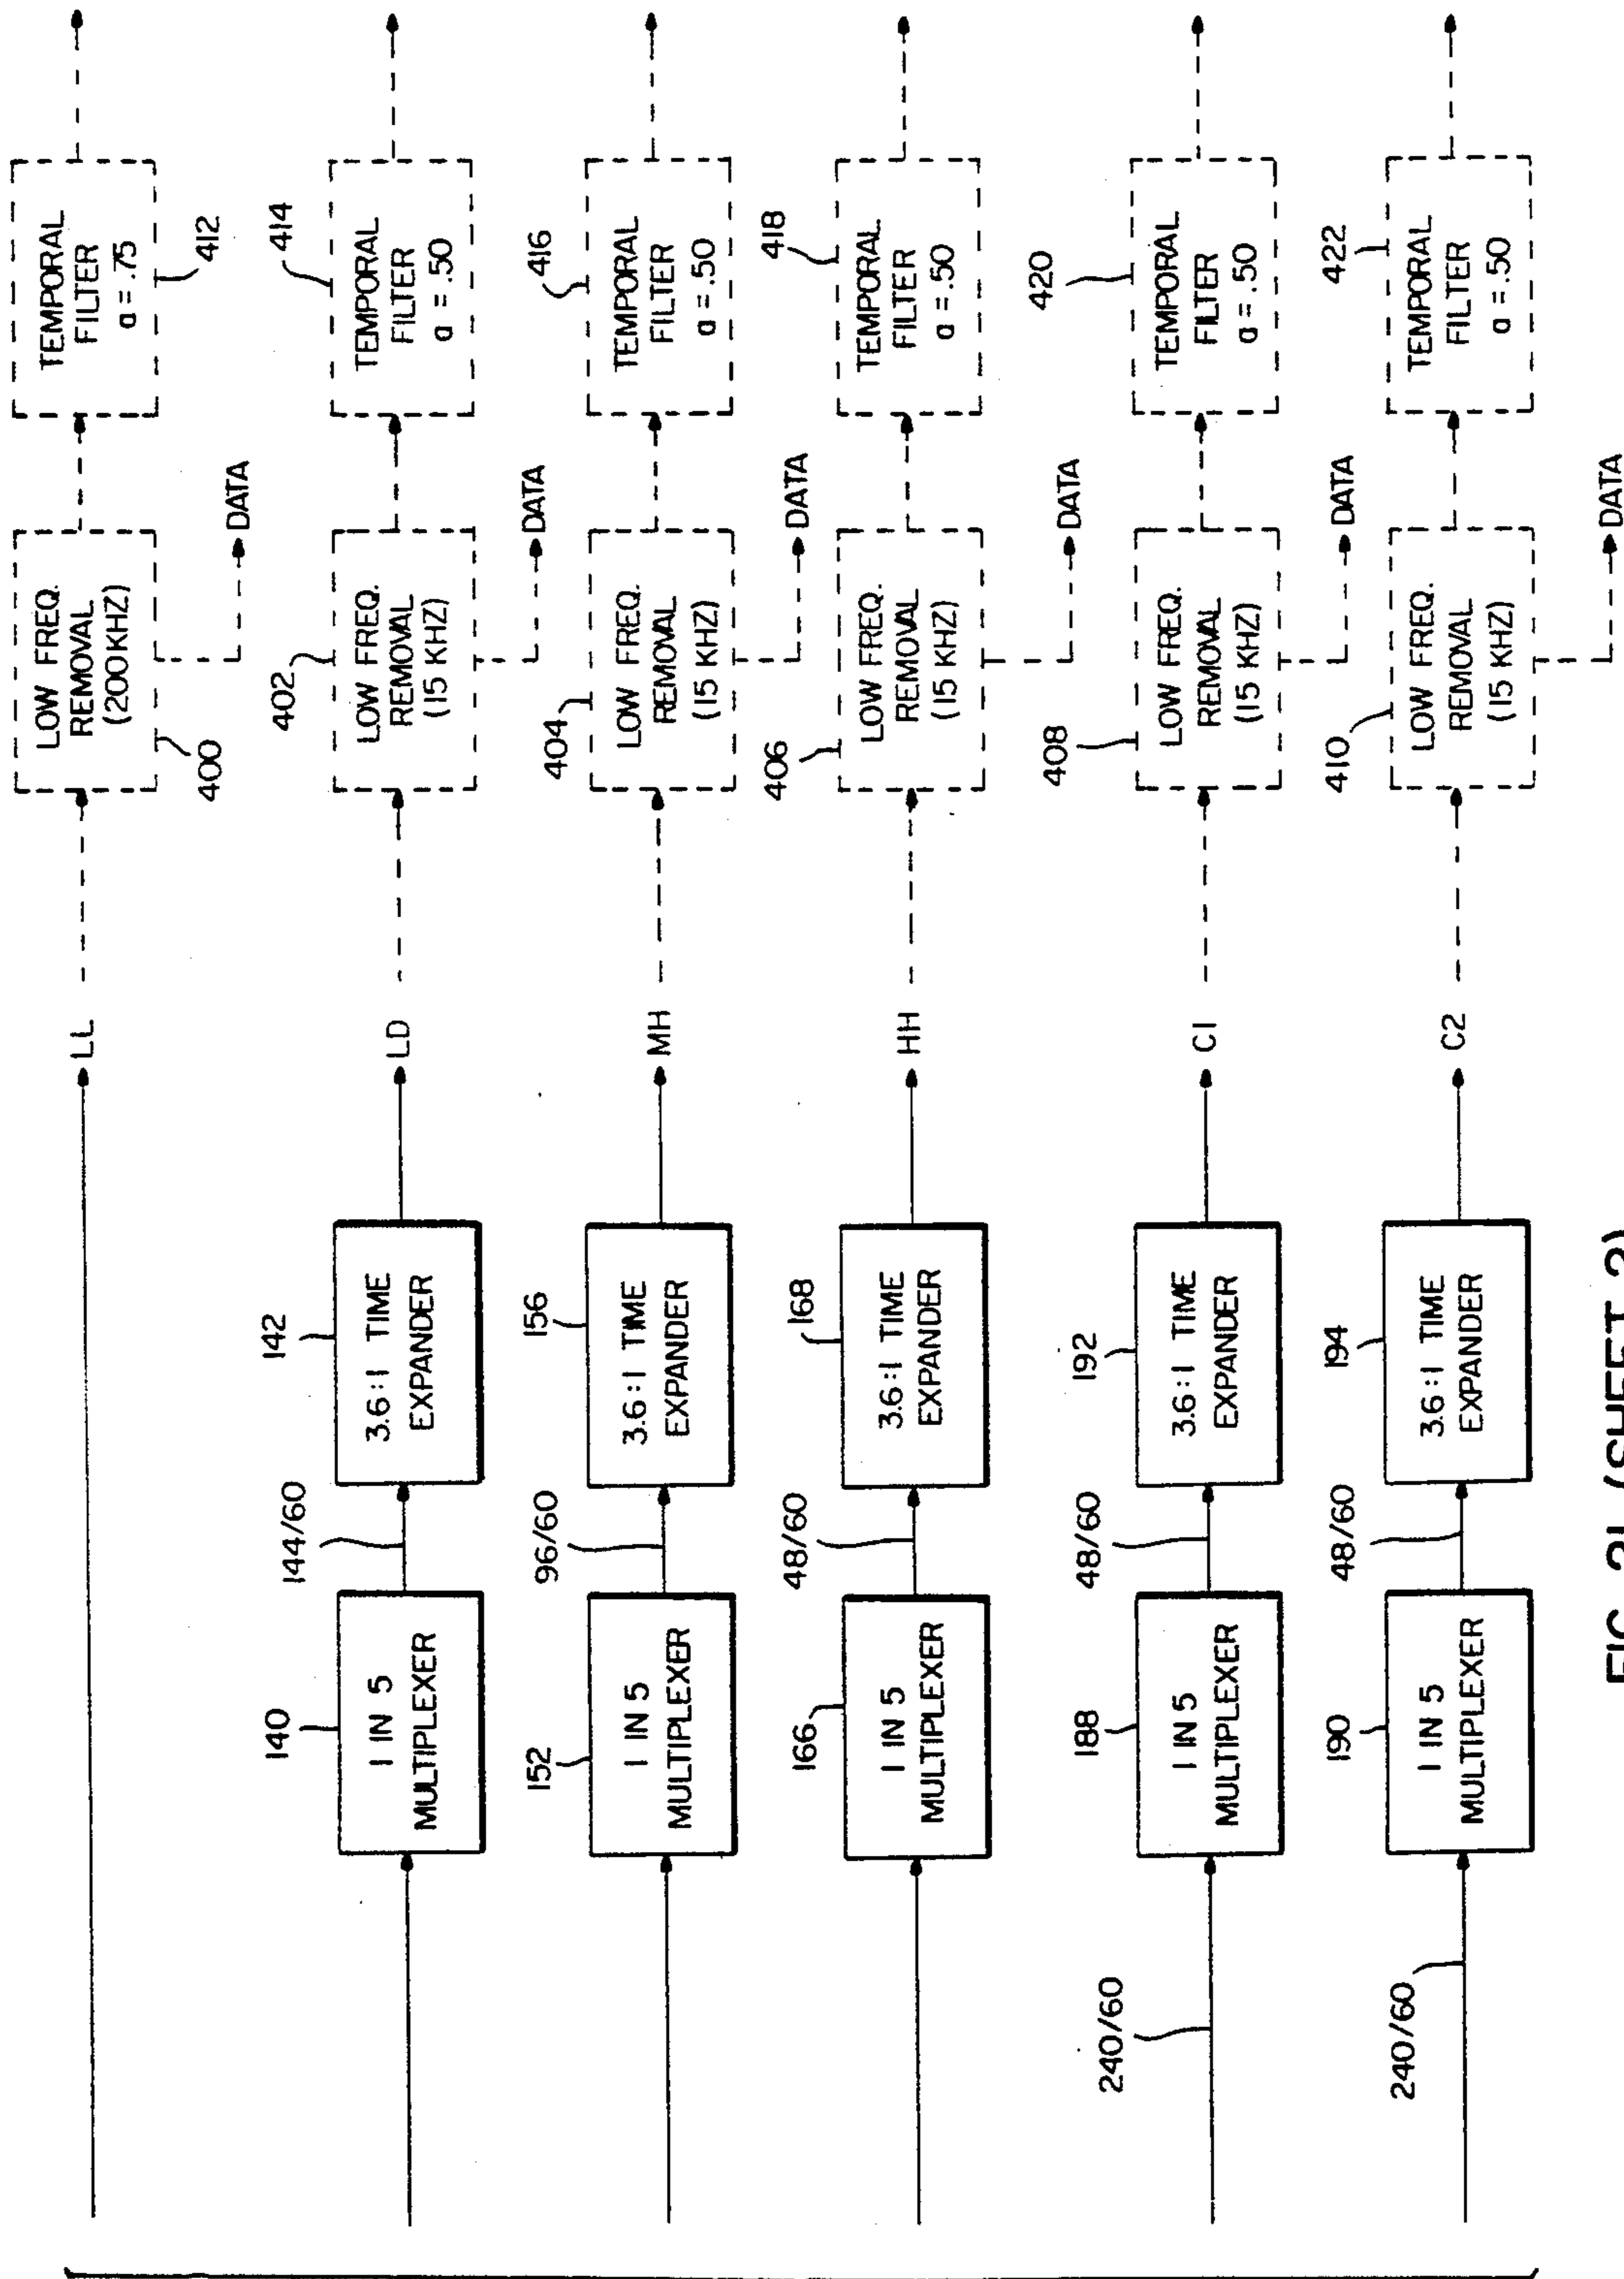 LL
LOW FREQ.
REMOVAL
(200KHZ)
400
DATA
TEMPORAL
FILTER
a = .75
412
140
1 IN 5
MULTIPLEXER
144/60
142
3.6:1 TIME
EXPANDER
LD
402
LOW FREQ.
REMOVAL
(15 KHZ)
DATA
414
TEMPORAL
FILTER
a = .50
152
1 IN 5
MULTIPLEXER
96/60
156
3.6:1 TIME
EXPANDER
MH
404
LOW FREQ.
REMOVAL
(15 KHZ)
DATA
416
TEMPORAL
FILTER
a = .50
166
1 IN 5
MULTIPLEXER
48/60
168
3.6:1 TIME
EXPANDER
HH
406
LOW FREQ.
REMOVAL
(15 KHZ)
DATA
418
TEMPORAL
FILTER
a = .50
240/60
188
1 IN 5
MULTIPLEXER
48/60
192
3.6:1 TIME
EXPANDER
C1
408
LOW FREQ.
REMOVAL
(15 KHZ)
DATA
420
TEMPORAL
FILTER
a = .50
240/60
190
1 IN 5
MULTIPLEXER
48/60
194
3.6:1 TIME
EXPANDER
C2
410
LOW FREQ.
REMOVAL
(15 KHZ)
DATA
422
TEMPORAL
FILTER
a = .50
FIG. (SHEET